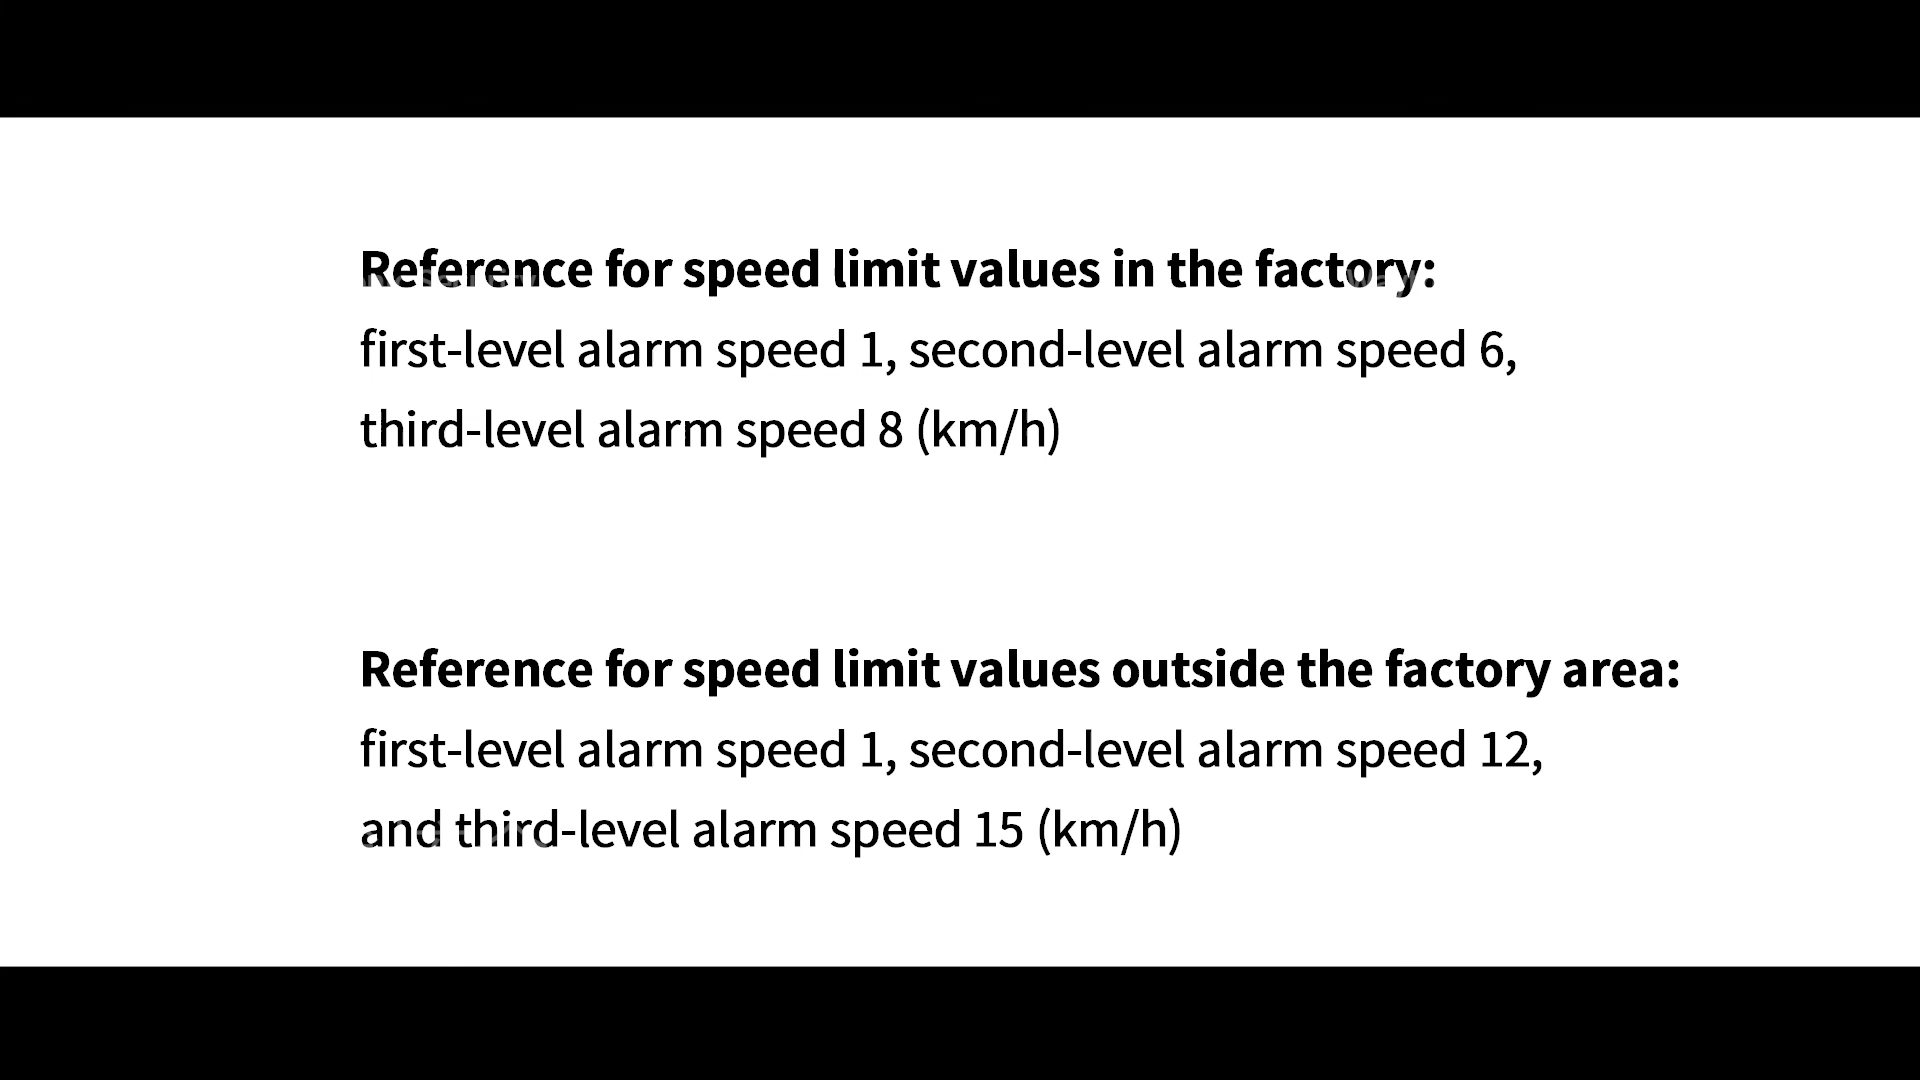 Reference for speed limit values in the factory:
first-level alarm speed 1, second-level alarm speed 6,
third-level alarm speed 8 (km/h)
Reference for speed limit values outside the factory area:
first-level alarm speed 1, second-level alarm speed 12,
and third-level alarm speed 15 (km/h)